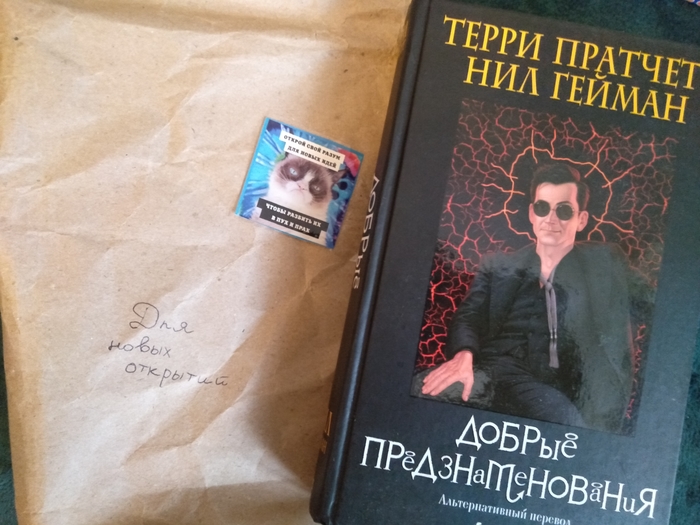 ОТКРОЙ СВОЙ РАЗУМ
ДЛЯ НОВЫХ ИДЕЙ
ЧТОБЫ РАЗБИТЬ ИХ
В ПУХ И ПРАХ
Для
новых
открытий
ДОБРЫЕ
ТЕРРИ ПРАТЧЕТ
НИЛ ГЕЙМАН
ДОБРЫЕ
ПРЕДЗНАМЕНОВАНИЯ
Альтернативный перевод